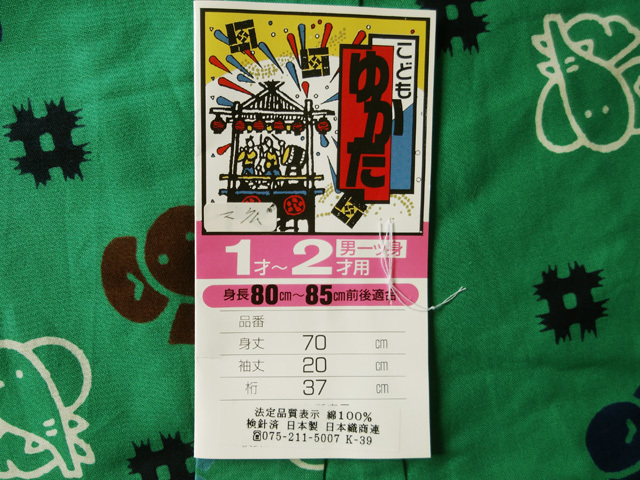 こども
ゆかた
1才〜2才用 男一ッ身
身長80cm〜85cm前後適合
品番
身丈 70 cm
袖丈 20 cm
裄 37 cm
法定品質表示 綿100%
検針済 日本製 日本織商連
☎075-211-5007 K-39